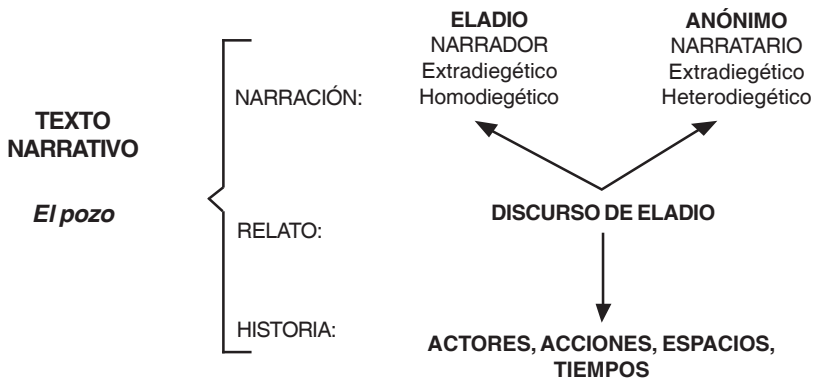 ELADIO
NARRADOR
Extradiegético
Homodiegético
ANÓNIMO
NARRATARIO
Extradiegético
Heterodiegético
NARRACIÓN:
TEXTO
NARRATIVO
El pozo
DISCURSO DE ELADIO
RELATO:
HISTORIA:
ACTORES, ACCIONES, ESPACIOS,
TIEMPOS